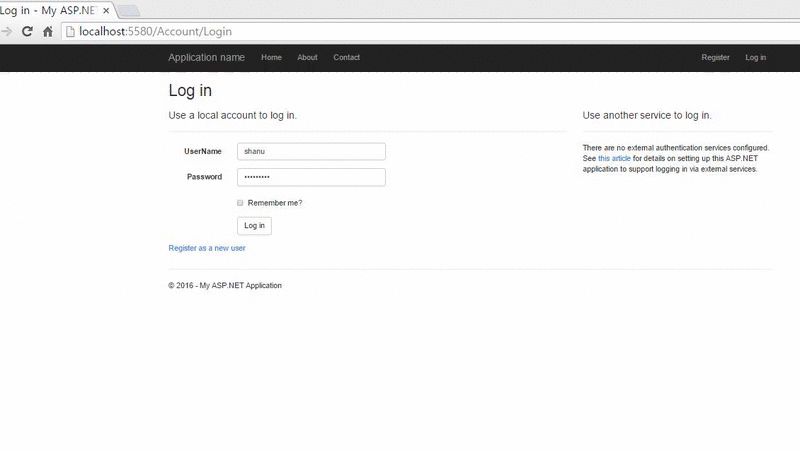 Log in - My ASP.NE
localhost:5580/Account/Login
Application name Home About Contact Register Log in
Log in
Use a local account to log in.
UserName shanu
Password •••••••••
Remember me?
Log in
Register as a new user
Use another service to log in.
There are no external authentication services configured.
See this article for details on setting up this ASP.NET
application to support logging in via external services.
© 2016 - My ASP.NET Application